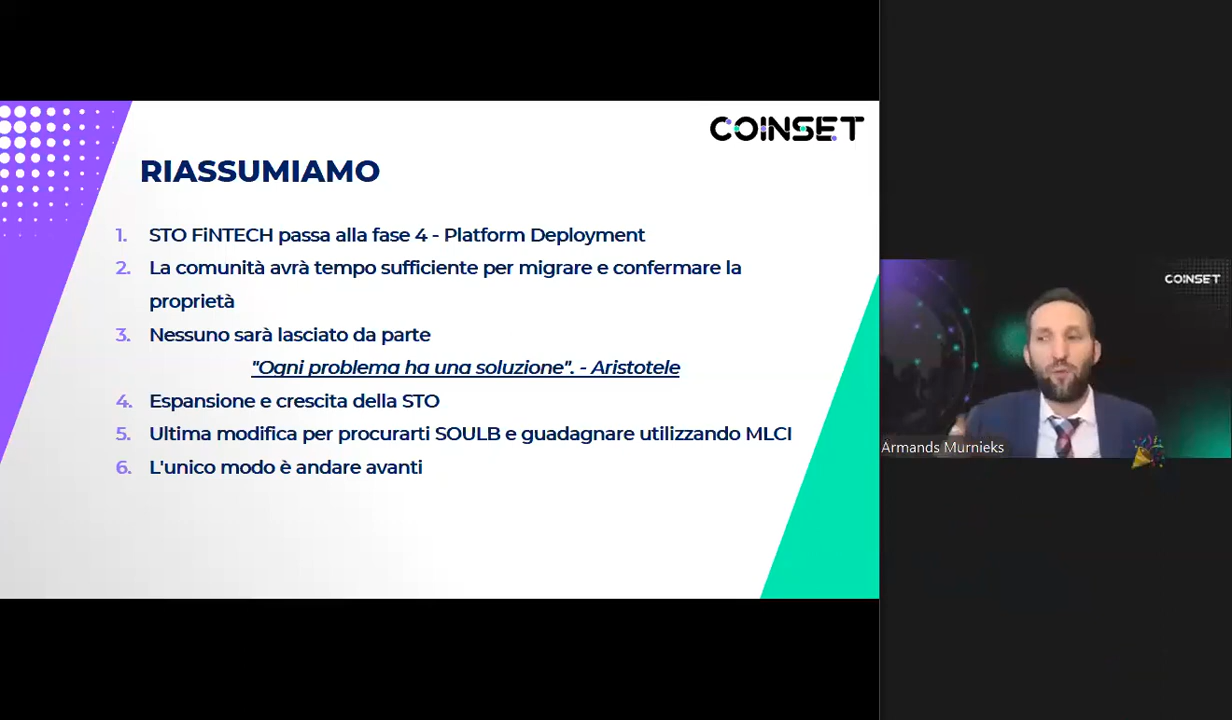 COINSET
RIASSUMIAMO
1. STO FiNTECH passa alla fase 4 - Platform Deployment
2. La comunità avrà tempo sufficiente per migrare e confermare la
proprietà
3. Nessuno sarà lasciato da parte
"Ogni problema ha una soluzione". - Aristotele
4. Espansione e crescita della STO
5. Ultima modifica per procurarti SOULB e guadagnare utilizzando MLCI
6. L'unico modo è andare avanti
COINSET
Armands Murnieks